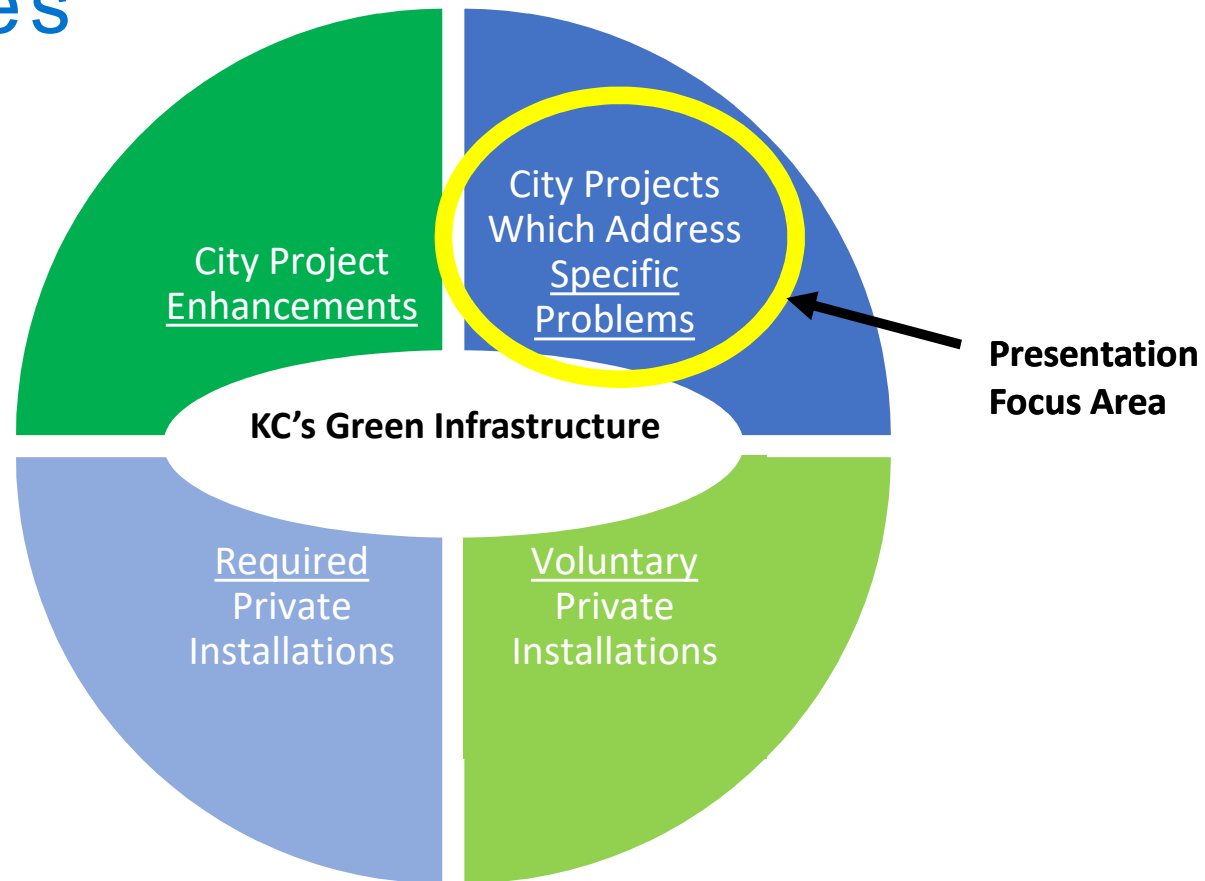 City Project
Enhancements
City Projects
Which Address
Specific
Problems
Presentation
Focus Area
KC’s Green Infrastructure
Required
Private
Installations
Voluntary
Private
Installations